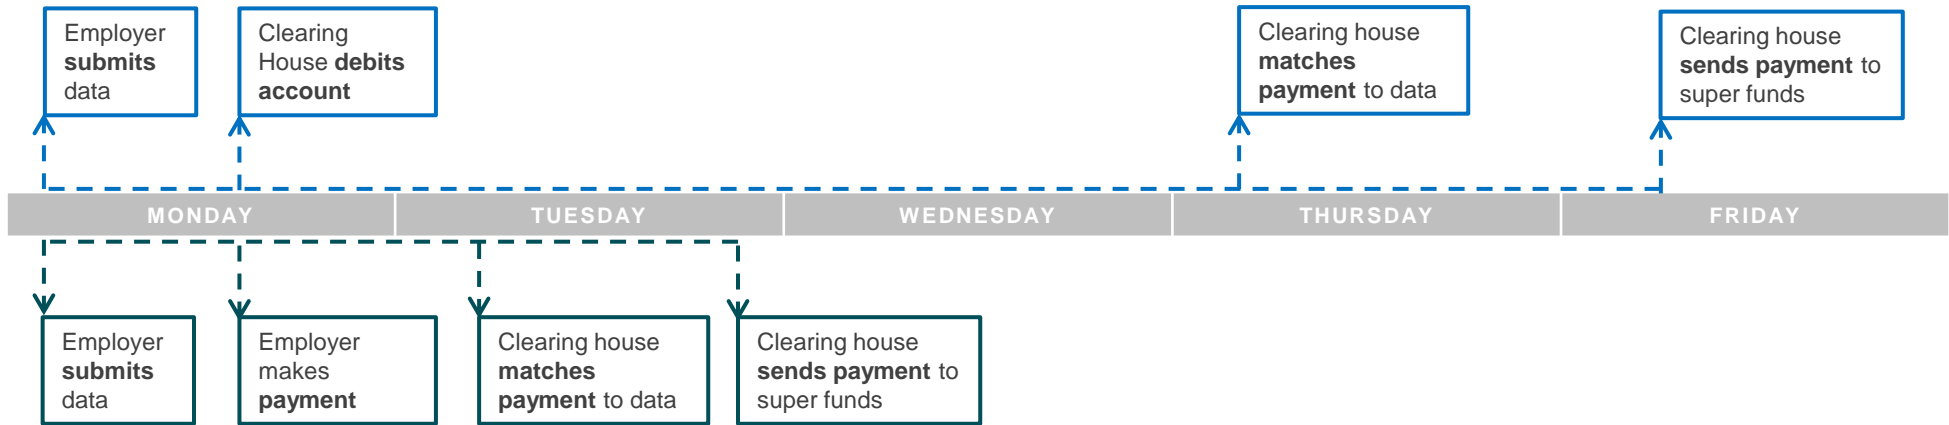 Employer
submits
data
Clearing
House debits
account
Clearing house
matches
payment to data
Clearing house
sends payment to
super funds
MONDAY
TUESDAY
WEDNESDAY
THURSDAY
FRIDAY
Employer
submits
data
Employer
makes
payment
Clearing house
matches
payment to data
Clearing house
sends payment to
super funds